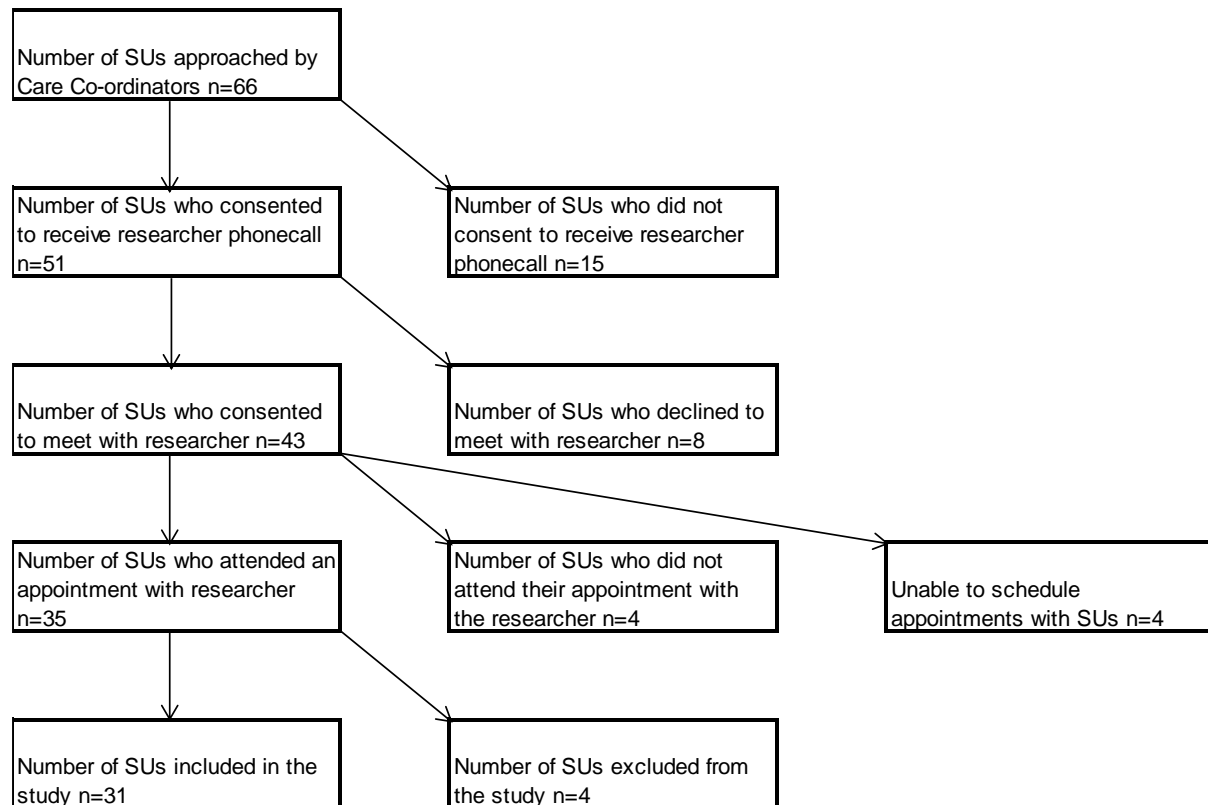 Number of SUs approached by
Care Co-ordinators n=66
Number of SUs who consented
to receive researcher phonecall
n=51
Number of SUs who did not
consent to receive researcher
phonecall n=15
Number of SUs who consented
to meet with researcher n=43
Number of SUs who declined to
meet with researcher n=8
Number of SUs who attended an
appointment with researcher
n=35
Number of SUs who did not
attend their appointment with
the researcher n=4
Unable to schedule
appointments with SUs n=4
Number of SUs included in the
study n=31
Number of SUs excluded from
the study n=4